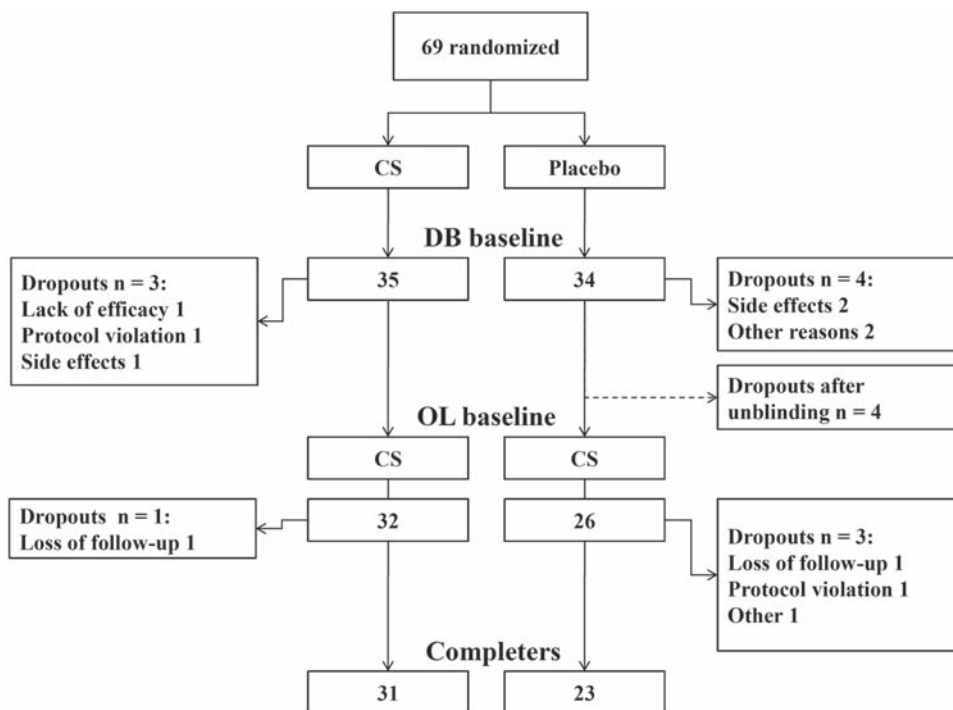 69 randomized
CS
Placebo
DB baseline
Dropouts n = 3:
Lack of efficacy 1
Protocol violation 1
Side effects 1
35
34
Dropouts n = 4:
Side effects 2
Other reasons 2
Dropouts after
unblinding n = 4
OL baseline
CS
CS
Dropouts n = 1:
Loss of follow-up 1
32
26
Dropouts n = 3:
Loss of follow-up 1
Protocol violation 1
Other 1
Completers
31
23